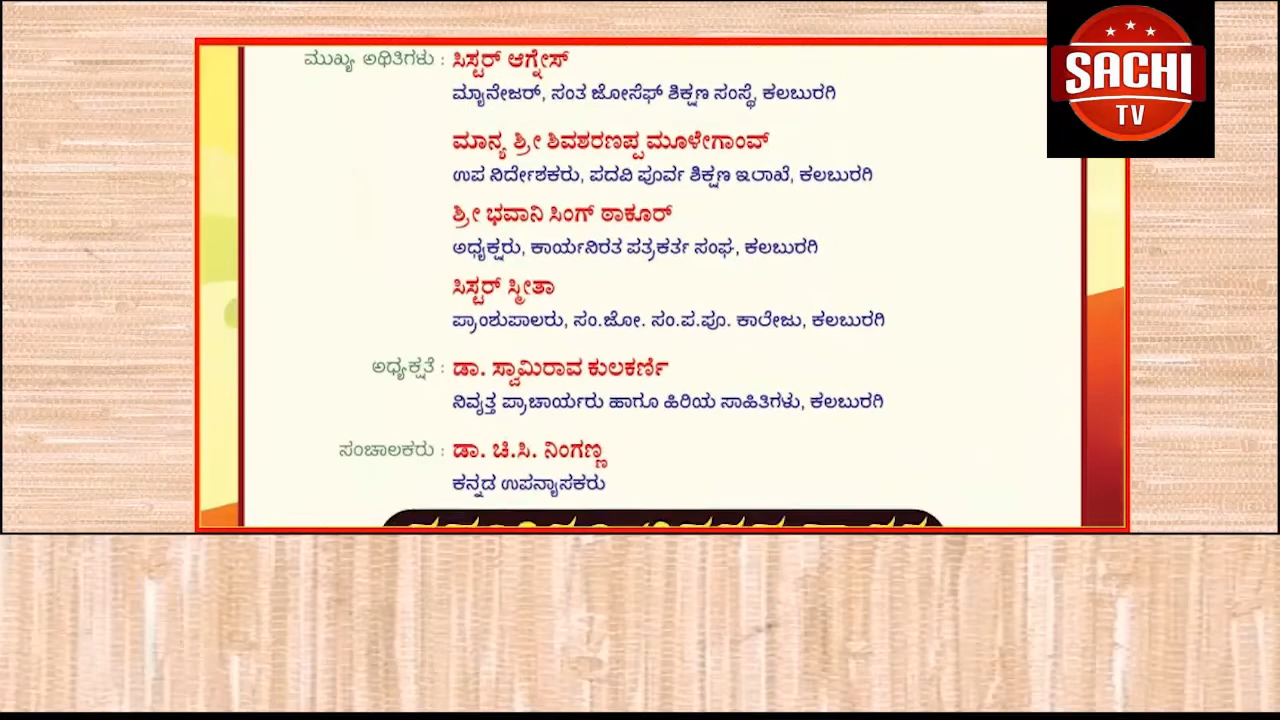 ಮುಖ್ಯ ಅಥಿತಿಗಳು : ಸಿಸ್ಟರ್ ಆಗ್ನೇಸ್
ಮ್ಯಾನೇಜರ್, ಸಂತ ಜೋಸೆಫ್ ಶಿಕ್ಷಣ ಸಂಸ್ಥೆ, ಕಲಬುರಗಿ
ಮಾನ್ಯ ಶ್ರೀ ಶಿವಶರಣಪ್ಪ ಮೂಳೇಗಾಂವ್
ಉಪ ನಿರ್ದೇಶಕರು, ಪದವಿ ಪೂರ್ವ ಶಿಕ್ಷಣ ಇಲಾಖೆ, ಕಲಬುರಗಿ
ಶ್ರೀ ಭವಾನಿ ಸಿಂಗ್ ಠಾಕೂರ್
ಅಧ್ಯಕ್ಷರು, ಕಾರ್ಯನಿರತ ಪತ್ರಕರ್ತ ಸಂಘ, ಕಲಬುರಗಿ
ಸಿಸ್ಟರ್ ಸ್ಮೀತಾ
ಪ್ರಾಂಶುಪಾಲರು, ಸಂ.ಜೋ. ಸಂ.ಪ.ಪೂ. ಕಾಲೇಜು, ಕಲಬುರಗಿ
ಅಧ್ಯಕ್ಷತೆ : ಡಾ. ಸ್ವಾಮಿರಾವ ಕುಲಕರ್ಣಿ
ನಿವೃತ್ತ ಪ್ರಾಚಾರ್ಯರು ಹಾಗೂ ಹಿರಿಯ ಸಾಹಿತಿಗಳು, ಕಲಬುರಗಿ
ಸಂಚಾಲಕರು : ಡಾ. ಚಿ.ಸಿ. ನಿಂಗಣ್ಣ
ಕನ್ನಡ ಉಪನ್ಯಾಸಕರು
SACHI
TV